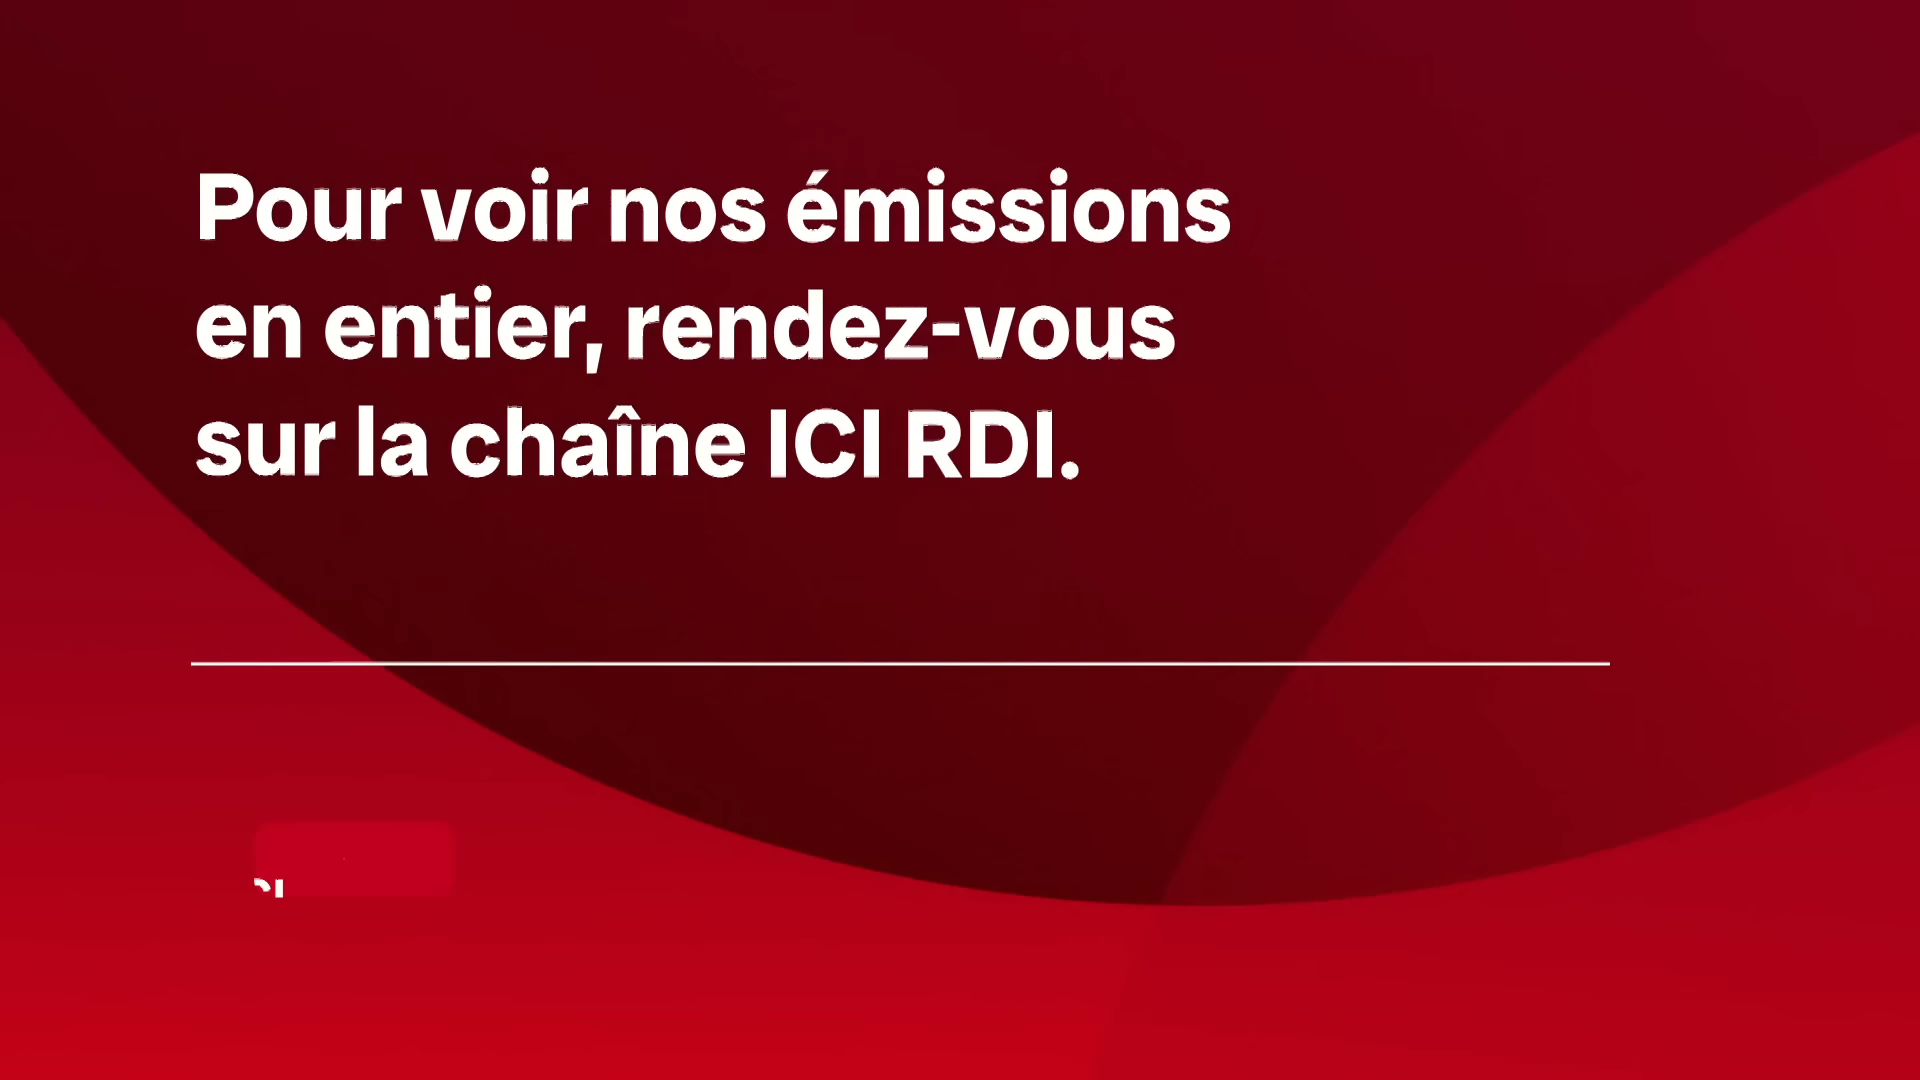 Pour voir nos émissions
en entier, rendez-vous
sur la chaîne ICI RDI.